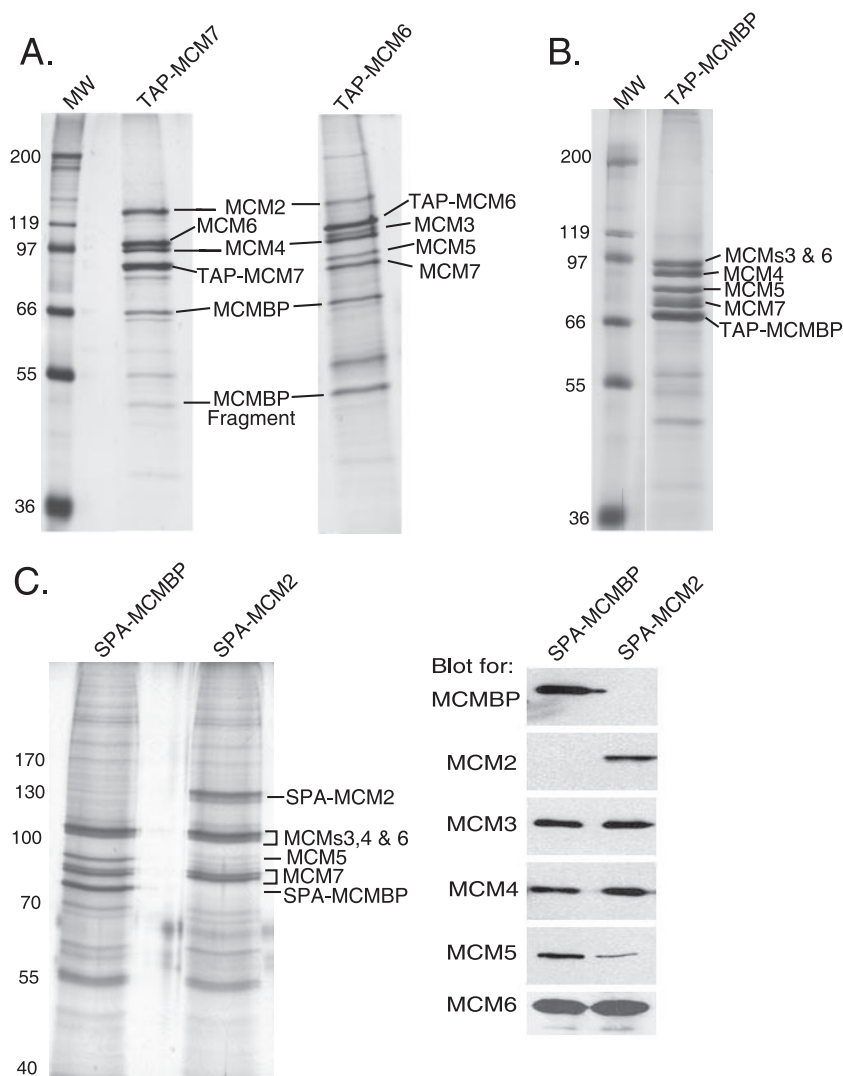 A.
MW
TAP-MCM7
TAP-MCM6
200
119
97
66
55
36
MCM2
MCM6
MCM4
TAP-MCM7
MCMBP
MCMBP
Fragment
TAP-MCM6
MCM3
MCM5
MCM7
B.
MW
TAP-MCMBP
200
119
97
66
55
36
MCMs3 & 6
MCM4
MCM5
MCM7
TAP-MCMBP
C.
SPA-MCMBP
SPA-MCM2
170
130
100
70
55
40
SPA-MCM2
MCMs3,4 & 6
MCM5
MCM7
SPA-MCMBP
SPA-MCMBP
SPA-MCM2
Blot for:
MCMBP
MCM2
MCM3
MCM4
MCM5
MCM6